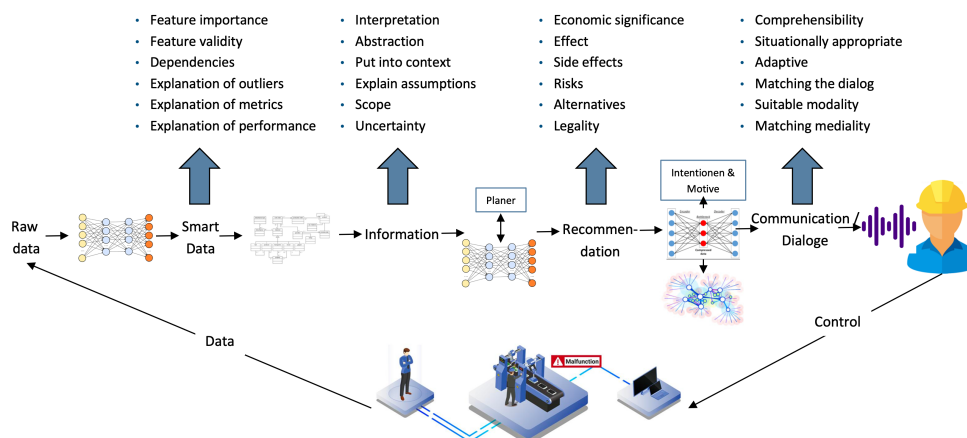 • Feature importance
• Feature validity
• Dependencies
• Explanation of outliers
• Explanation of metrics
• Explanation of performance
• Interpretation
• Abstraction
• Put into context
• Explain assumptions
• Scope
• Uncertainty
• Economic significance
• Effect
• Side effects
• Risks
• Alternatives
• Legality
• Comprehensibility
• Situationally appropriate
• Adaptive
• Matching the dialog
• Suitable modality
• Matching mediality
Raw
data
Smart
Data
Information
Planer
Recommen-
dation
Intentionen &
Motive
Communication /
Dialoge
Data
Malfunction
Control